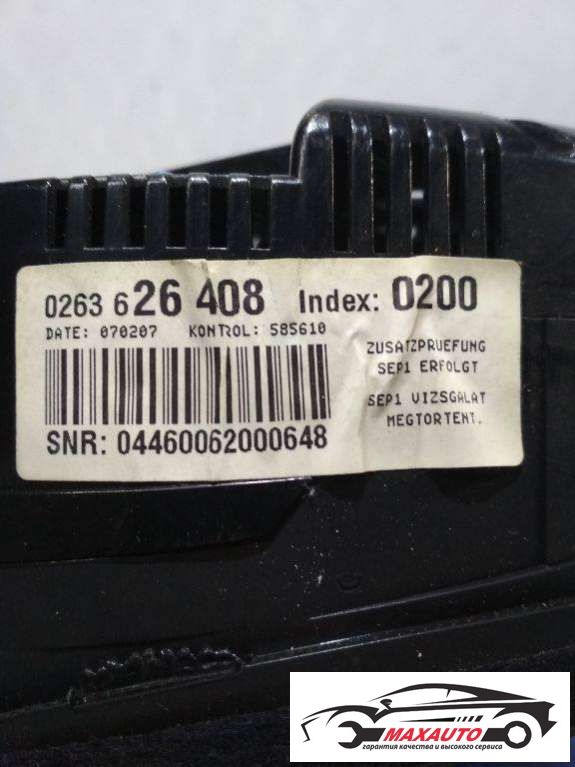 0263 626 408 Index: 0200
DATE: 070207 KONTROL: 585610
ZUSATZPRUEFUNG
SEP1 ERFOLGT
SEP1 VIZSGALAT
MEGTORTENT.
SNR: 04460062000648
MAXAUTO
гарантия качества и высокого сервиса